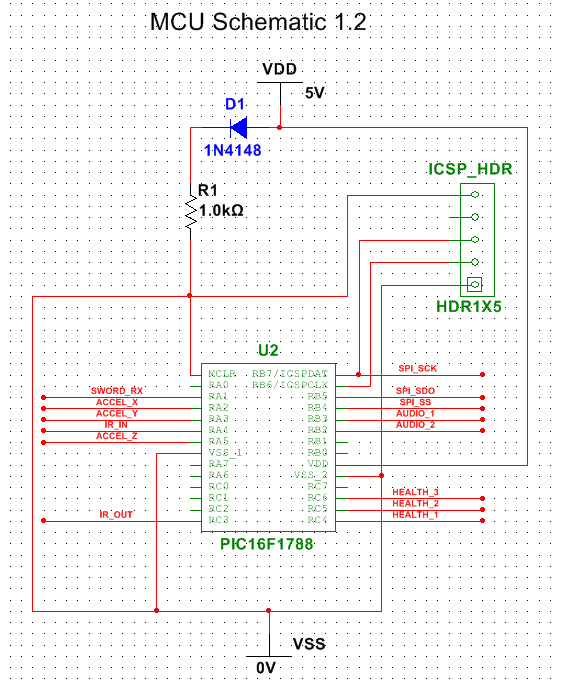 MCU Schematic 1.2
VDD
5V
D1
1N4148
ICSP_HDR
R1
1.0kΩ
HDR1X5
U2
MCLR RB7/ICSPDAT SPI_SCK
RA0 RB6/ICSPCLK
SWORD_RX RA1 RB5 SPI_SDO
ACCEL_X RA2 RB4 SPI_SS
ACCEL_Y RA3 RB3 AUDIO_1
IR_IN RA4 RB2 AUDIO_2
ACCEL_Z RA5 RB1
VSS_1 RB0
RA7 VDD
RA6 VSS_2
RC0 RC7
RC1 RC6 HEALTH_3
RC2 RC5 HEALTH_2
IR_OUT RC3 RC4 HEALTH_1
PIC16F1788
VSS
0V